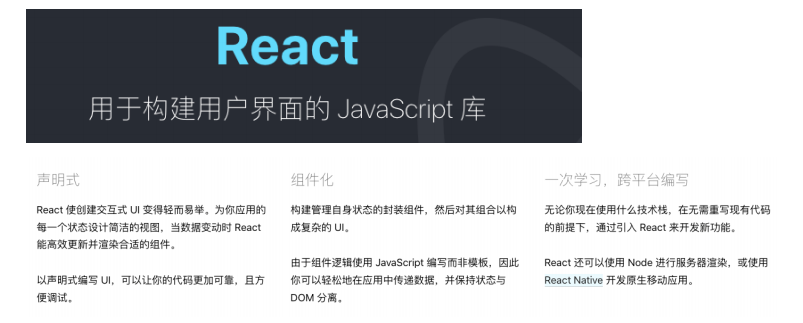 React
用于构建用户界面的 JavaScript 库
声明式
React 使创建交互式 UI 变得轻而易举。为你应用的
每一个状态设计简洁的视图，当数据变动时 React
能高效更新并渲染合适的组件。
以声明式编写 UI，可以让你的代码更加可靠，且方
便调试。
组件化
构建管理自身状态的封装组件，然后对其组合以构
成复杂的 UI。
由于组件逻辑使用 JavaScript 编写而非模板，因此
你可以轻松地在应用中传递数据，并保持状态与
DOM 分离。
一次学习，跨平台编写
无论你现在使用什么技术栈，在无需重写现有代码
的前提下，通过引入 React 来开发新功能。
React 还可以使用 Node 进行服务器渲染，或使用
React Native 开发原生移动应用。